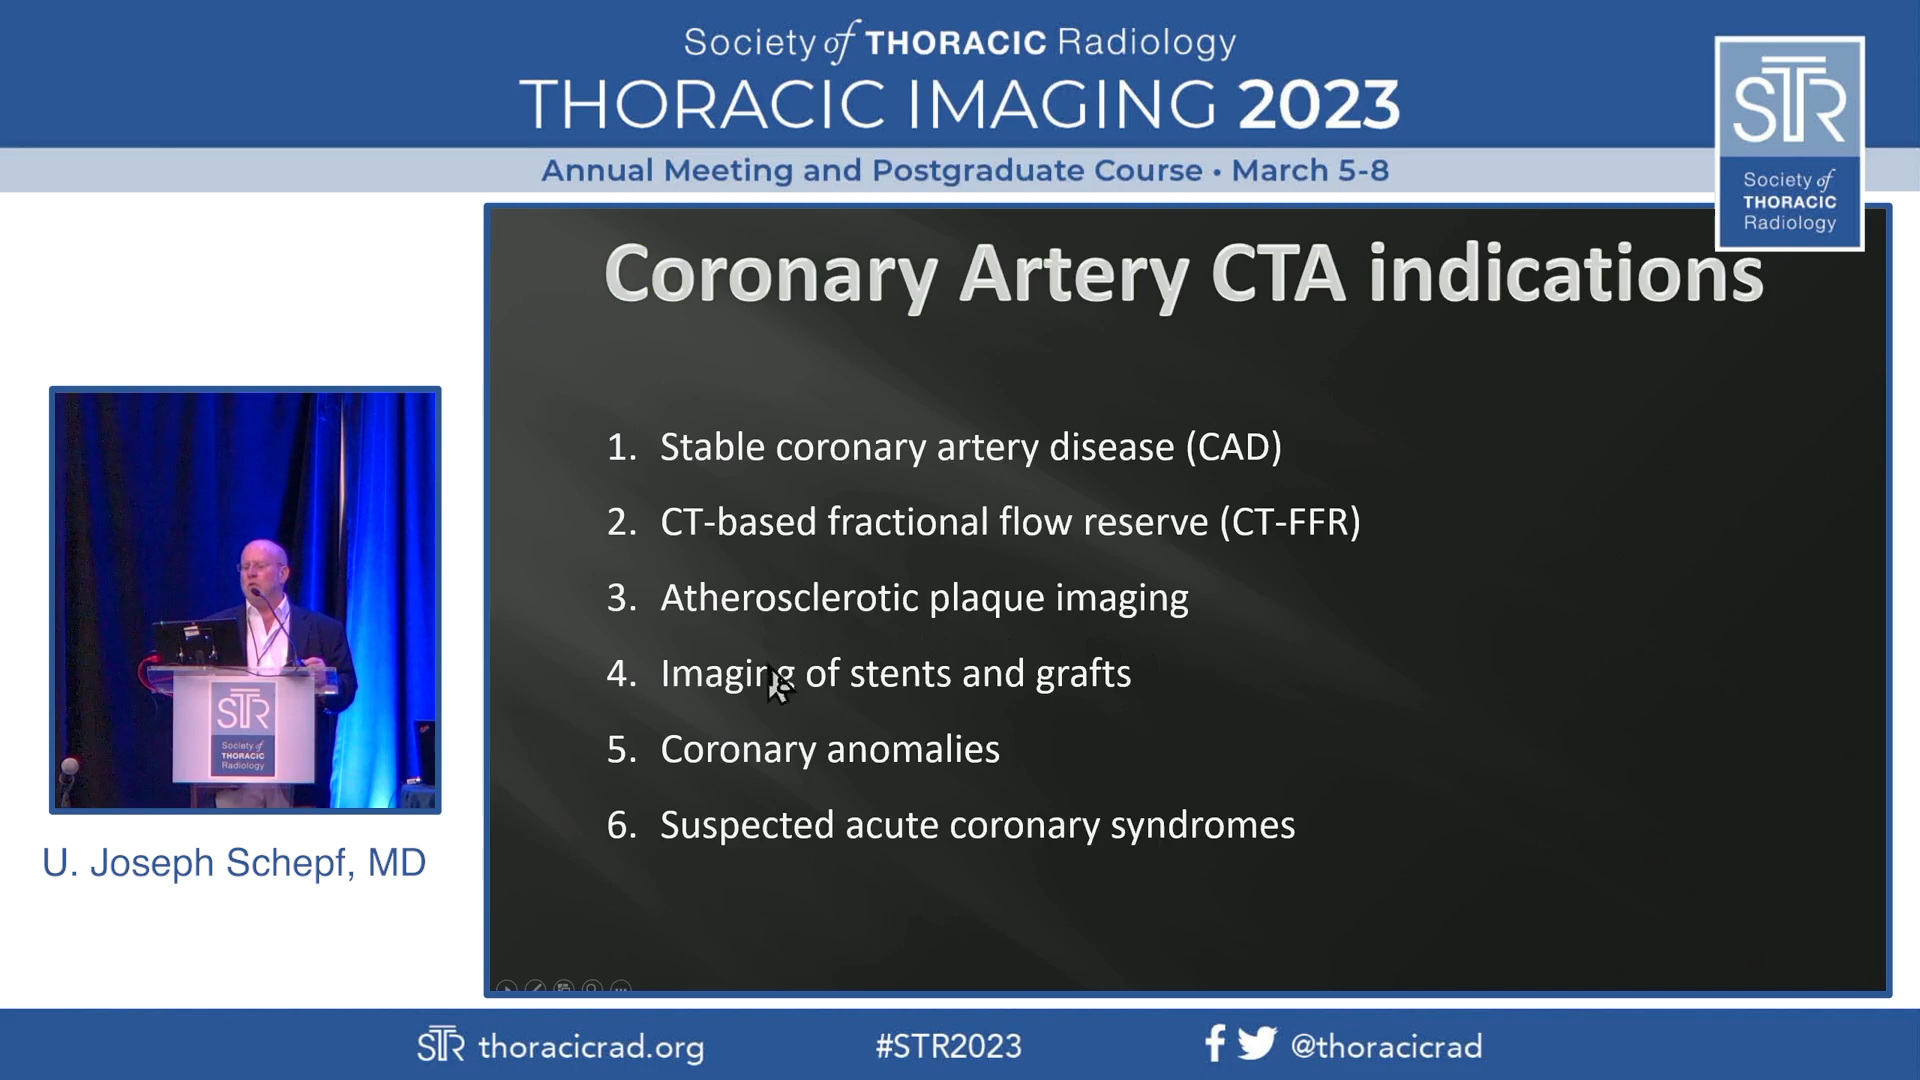 Society of THORACIC Radiology
THORACIC IMAGING 2023
Annual Meeting and Postgraduate Course • March 5-8
STR
Society of
THORACIC
Radiology
Coronary Artery CTA indications
1. Stable coronary artery disease (CAD)
2. CT-based fractional flow reserve (CT-FFR)
3. Atherosclerotic plaque imaging
4. Imaging of stents and grafts
5. Coronary anomalies
6. Suspected acute coronary syndromes
STR
Society of
THORACIC
Radiology
U. Joseph Schepf, MD
STR thoracicrad.org
#STR2023
@thoracicrad